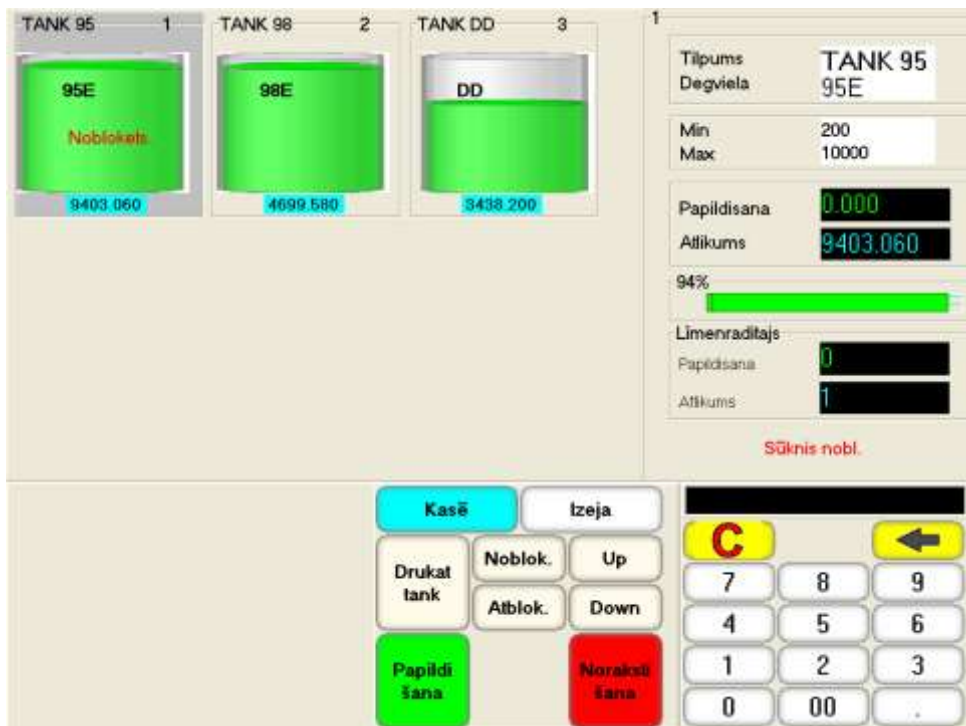 TANK 95 1
95E
Noblokets
9403.060
TANK 98 2
98E
4699.580
TANK DD 3
DD
3438.200
1
Tilpums TANK 95
Degviela 95E
Min 200
Max 10000
Papildisana 0.000
Atlikums 9403.060
94%
Līmenraditajs
Papildisana 0
Atlikums 1
Sūknis nobl.
Kasē Izeja
Drukat
tank
Noblok. Up
Atblok. Down
Papildi
šana
Noraksti
šana
C
7 8 9
4 5 6
1 2 3
0 00 .